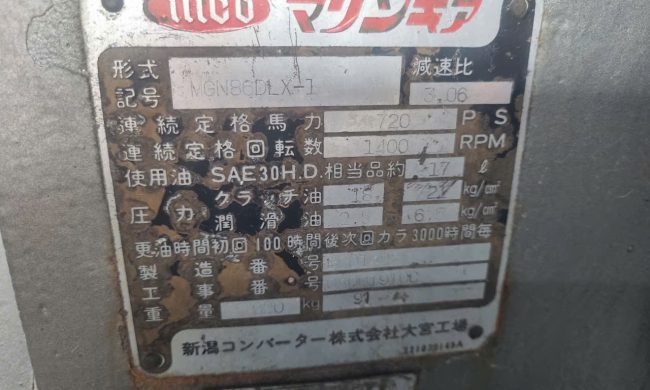 マリンギア
形式 減速比
記号 MGN86DLX-1 3.06
連続定格馬力 720 PS
連続定格回転数 1400 RPM
使用油 SAE30H.D.相当品約 17 ℓ
クラッチ油 kg/cm²
圧力 潤滑油 kg/cm²
更油時間初回100時間後次回カラ3000時間毎
製造番号
工事番号
重量 kg 91-4
新潟コンバーター株式会社大宮工場